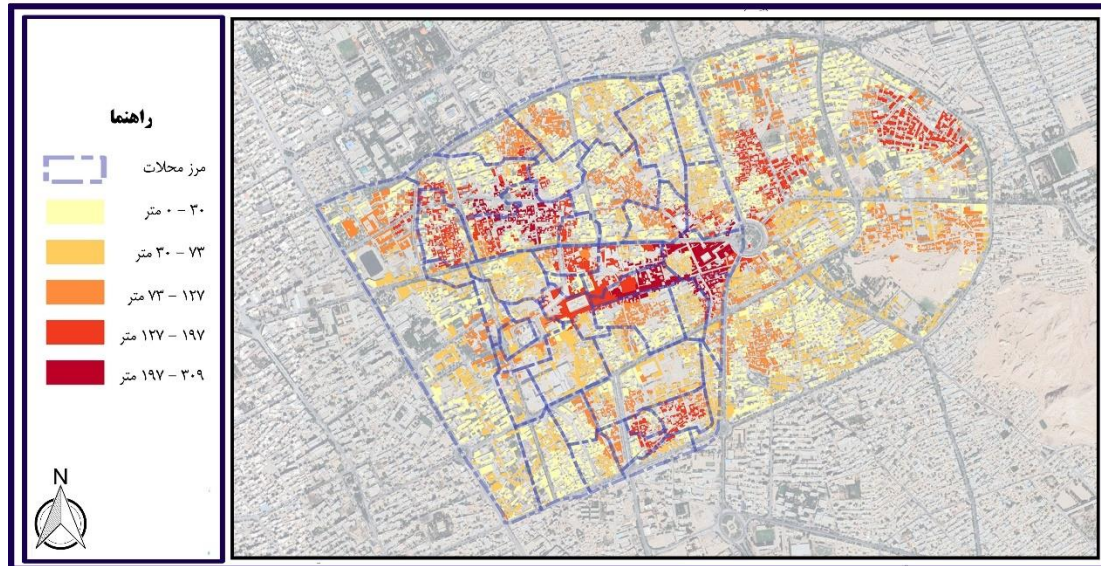 راهنما
مرز محلات
۰ – ۳۰ متر
۳۰ – ۷۳ متر
۷۳ – ۱۲۷ متر
۱۲۷ – ۱۹۷ متر
۱۹۷ – ۳۰۹ متر
N